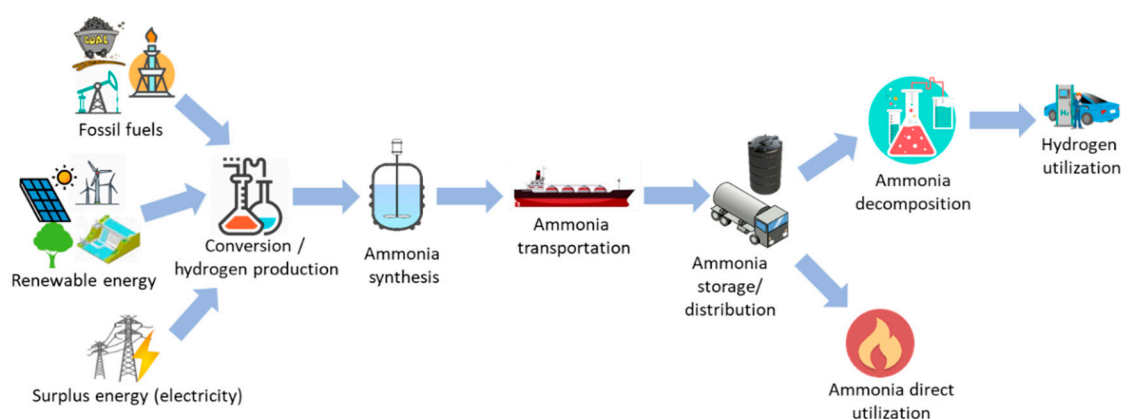 COAL
Fossil fuels
Renewable energy
Surplus energy (electricity)
Conversion /
hydrogen production
Ammonia
synthesis
Ammonia
transportation
Ammonia
storage/
distribution
Ammonia
decomposition
H₂
Hydrogen
utilization
Ammonia direct
utilization